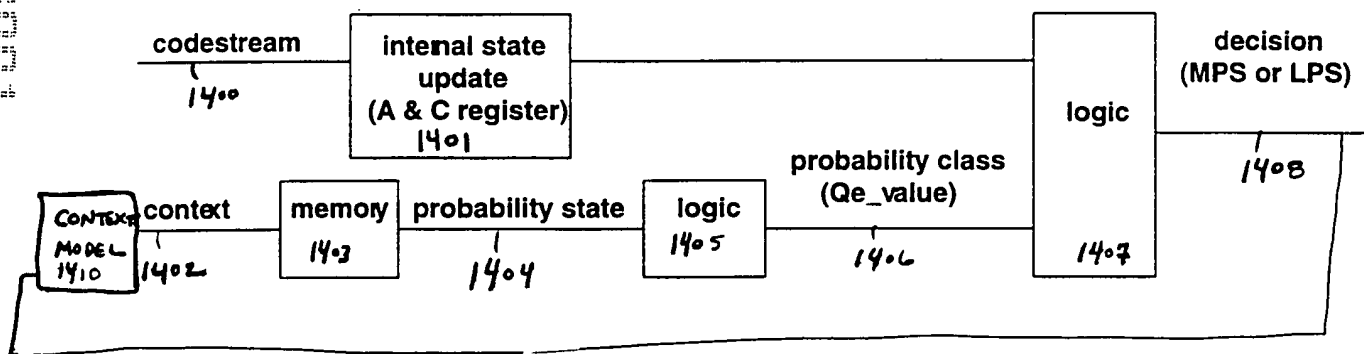 codestream
1400
internal state
update
(A & C register)
1401
logic
1407
decision
(MPS or LPS)
1408
CONTEXT
MODEL
1410
context
1402
memory
1403
probability state
1404
logic
1405
probability class
(Qe_value)
1406